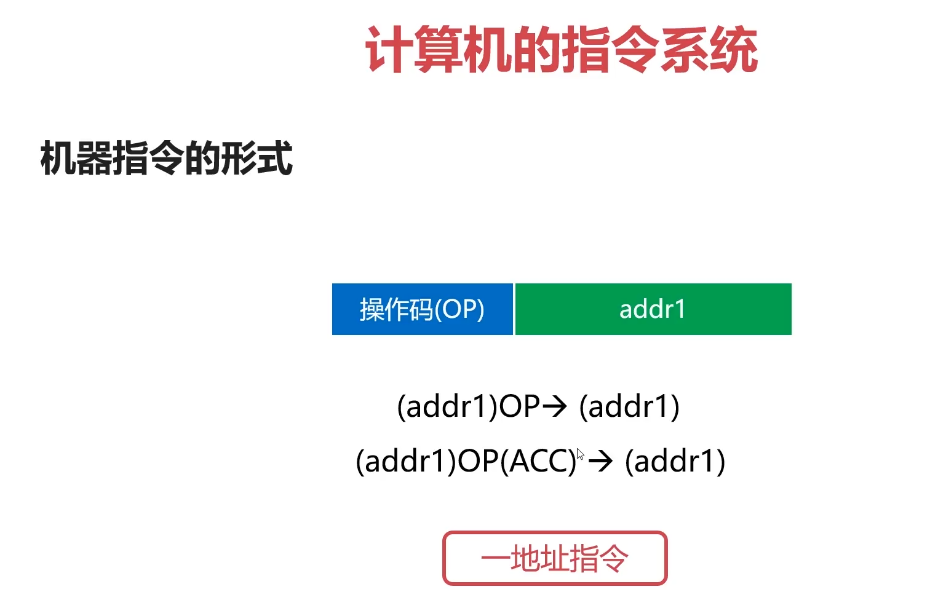 计算机的指令系统
机器指令的形式
操作码(OP) addr1
(addr1)OP→ (addr1)
(addr1)OP(ACC)→ (addr1)
一地址指令